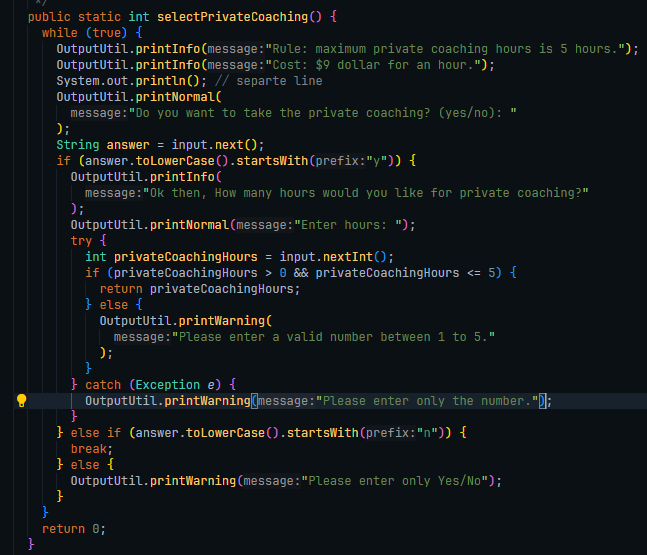 */
public static int selectPrivateCoaching() {
while (true) {
OutputUtil.printInfo(message:"Rule: maximum private coaching hours is 5 hours.");
OutputUtil.printInfo(message:"Cost: $9 dollar for an hour.");
System.out.println(); // separte line
OutputUtil.printNormal(
message:"Do you want to take the private coaching? (yes/no): "
);
String answer = input.next();
if (answer.toLowerCase().startsWith(prefix:"y")) {
OutputUtil.printInfo(
message:"Ok then, How many hours would you like for private coaching?"
);
OutputUtil.printNormal(message:"Enter hours: ");
try {
int privateCoachingHours = input.nextInt();
if (privateCoachingHours > 0 && privateCoachingHours <= 5) {
return privateCoachingHours;
} else {
OutputUtil.printWarning(
message:"Please enter a valid number between 1 to 5."
);
}
} catch (Exception e) {
OutputUtil.printWarning(message:"Please enter only the number.");
}
} else if (answer.toLowerCase().startsWith(prefix:"n")) {
break;
} else {
OutputUtil.printWarning(message:"Please enter only Yes/No");
}
}
return 0;
}